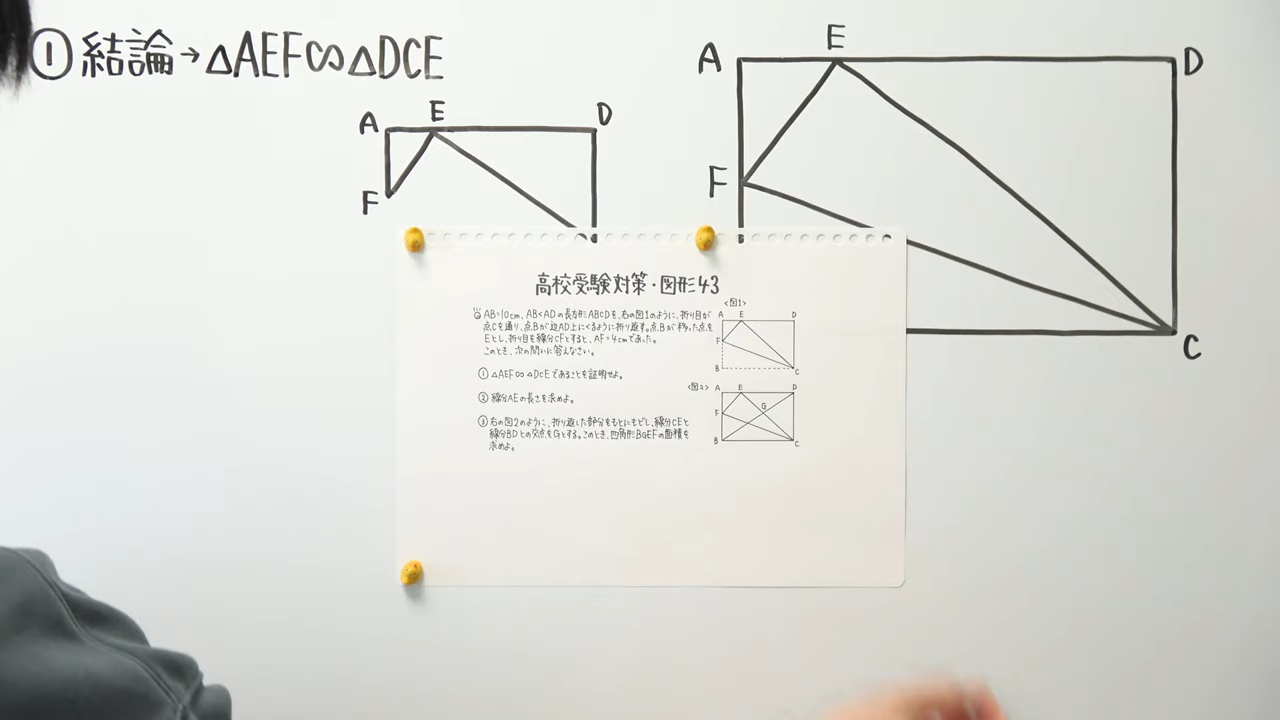 ①結論→△AEF∽△DCE
A E D
F
A E D
F
C
高校受験対策・図形43
AB=10cm, AB<ADの長方形ABCDを、右の図1のように、折り目が
点Cを通り、点Bが辺AD上にくるように折り返す。点Bが移った点を
Eとし、折り目を線分CFとすると、AF=4cmであった。
このとき、次の問いに答えなさい。
① △AEF∽△DCEであることを証明せよ。
② 線分AEの長さを求めよ。
③ 右の図2のように、折り返した部分をもとにもどし、線分CEと
線分BDとの交点をGとする。このとき、四角形BGEFの面積を
求めよ。
<図1>
A E D
F
B C
<図2>
A E D
G
F
B C